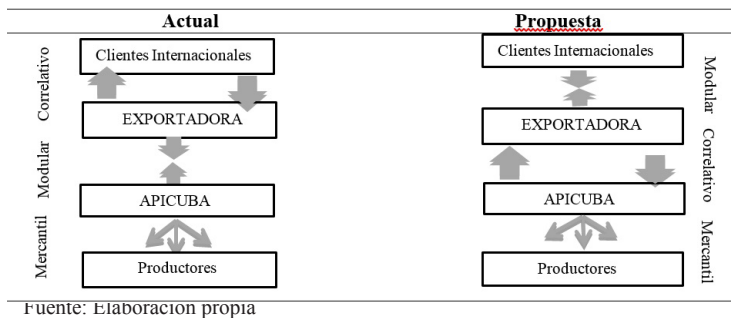 Actual
Propuesta
Correlativo
Modular
Mercantil
Clientes Internacionales
EXPORTADORA
APICUBA
Productores
Clientes Internacionales
EXPORTADORA
APICUBA
Productores
Modular
Correlativo
Mercantil
Fuente: Elaboración propia